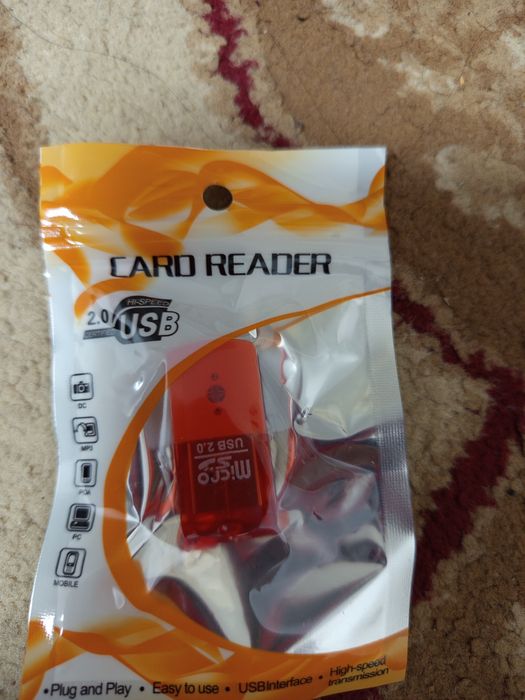 CARD READER
HI-SPEED
2.0 USB
DC
MP3
PDA
PC
MOBILE
micro
USB 2.0
•Plug and Play • Easy to use • USBInterface • High-speed transmission